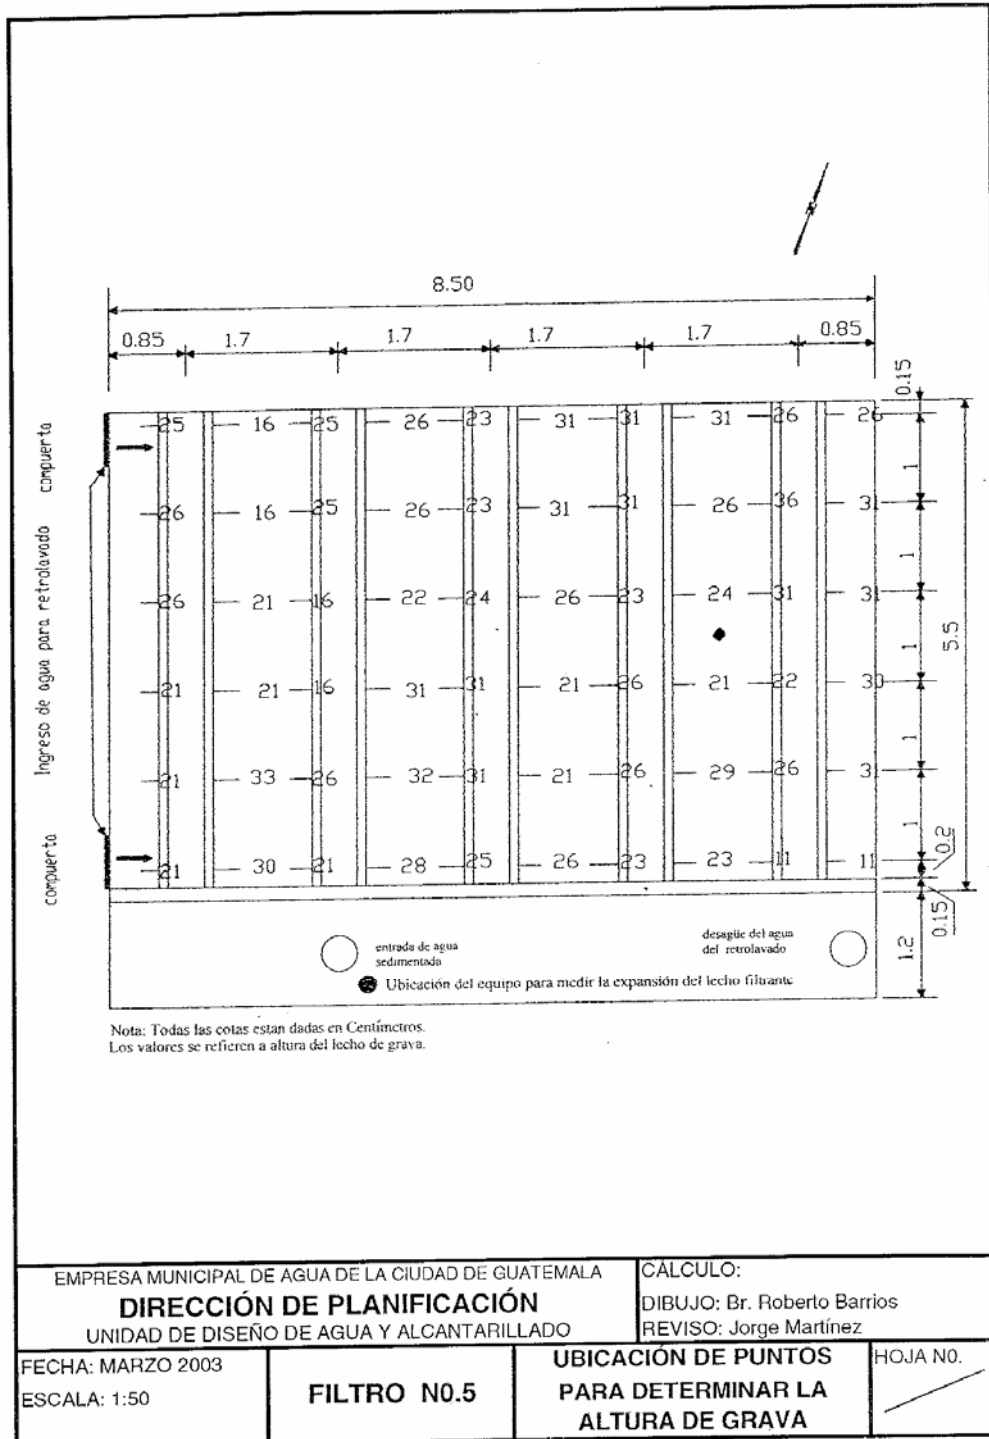 8.50
0.85 1.7 1.7 1.7 1.7 0.85
0.15
25 16 25 26 23 31 31 31 26 26
1
26 16 25 26 23 31 31 26 36 31
1
26 21 16 22 24 26 23 24 31 31
1
5.5
21 21 16 31 31 21 26 21 22 30
1
21 33 26 32 31 21 26 29 26 31
1
0.2
21 30 21 28 25 26 23 23 11 11
0.15
1.2
compuerto
Ingreso de agua para retrolavado
compuerto
entrada de agua
sedimentada
desagüe del agua
del retrolavado
Ubicación del equipo para medir la expansión del lecho filtrante
Nota: Todas las cotas estan dadas en Centímetros.
Los valores se refieren a altura del lecho de grava.
EMPRESA MUNICIPAL DE AGUA DE LA CIUDAD DE GUATEMALA
DIRECCIÓN DE PLANIFICACIÓN
UNIDAD DE DISEÑO DE AGUA Y ALCANTARILLADO
CALCULO:
DIBUJO: Br. Roberto Barrios
REVISO: Jorge Martínez
FECHA: MARZO 2003
ESCALA: 1:50
FILTRO N0.5
UBICACIÓN DE PUNTOS
PARA DETERMINAR LA
ALTURA DE GRAVA
HOJA N0.